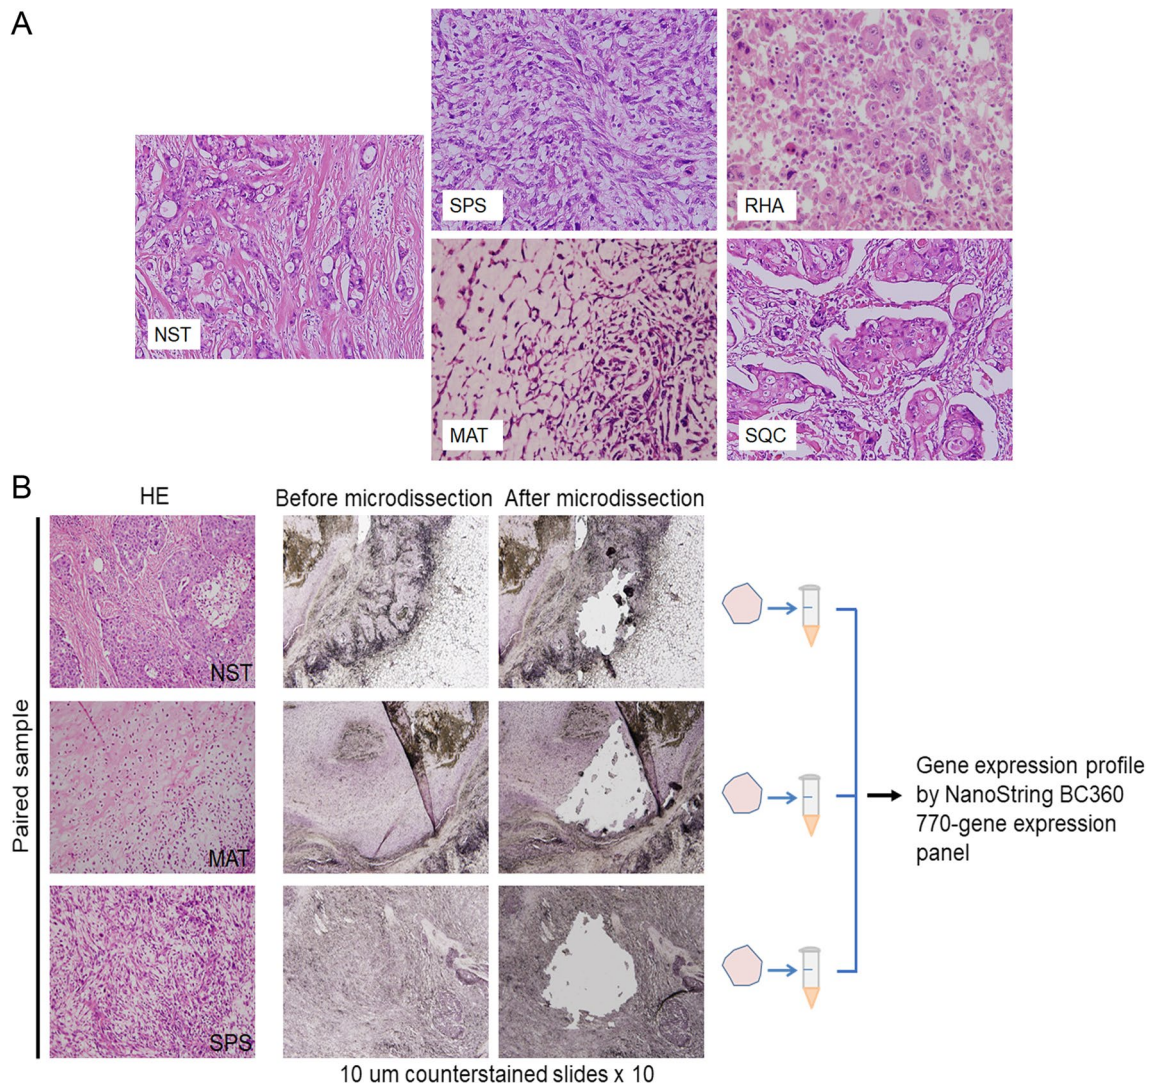 A
SPS
RHA
NST
MAT
SQC
B
HE
Before microdissection
After microdissection
Paired sample
NST
MAT
SPS
Gene expression profile
by NanoString BC360
770-gene expression
panel
10 um counterstained slides x 10